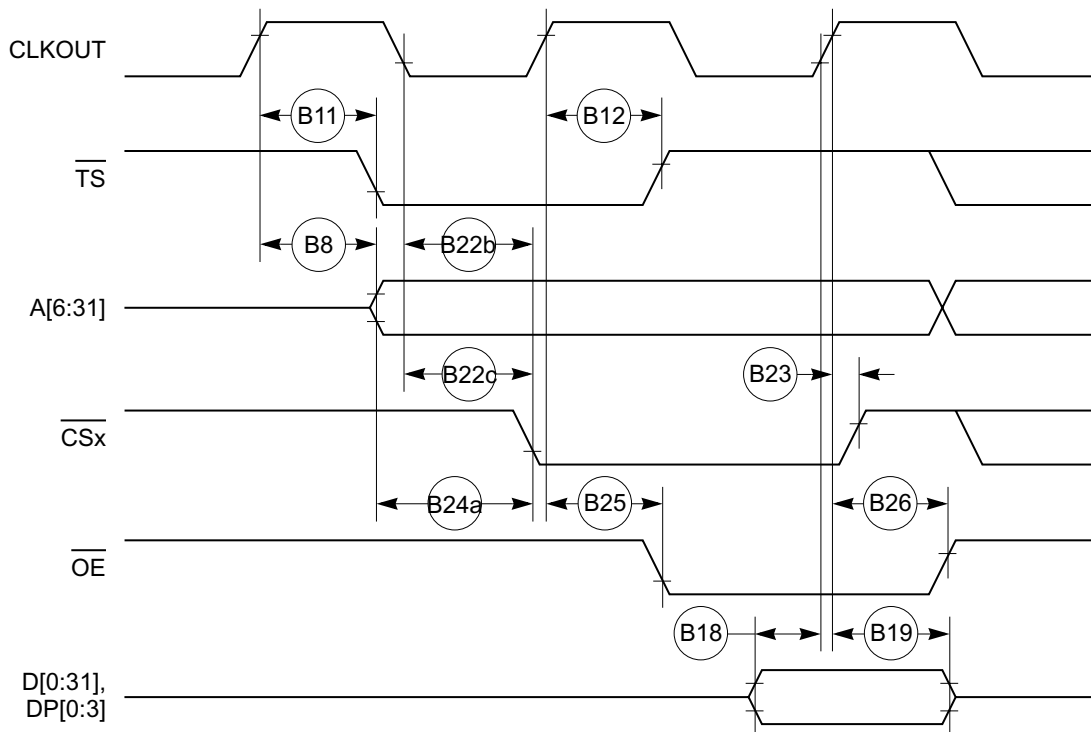 CLKOUT
B11
B12
TS
B8
B22b
A[6:31]
B22c
B23
CSx
B24a
B25
B26
OE
B18
B19
D[0:31],
DP[0:3]